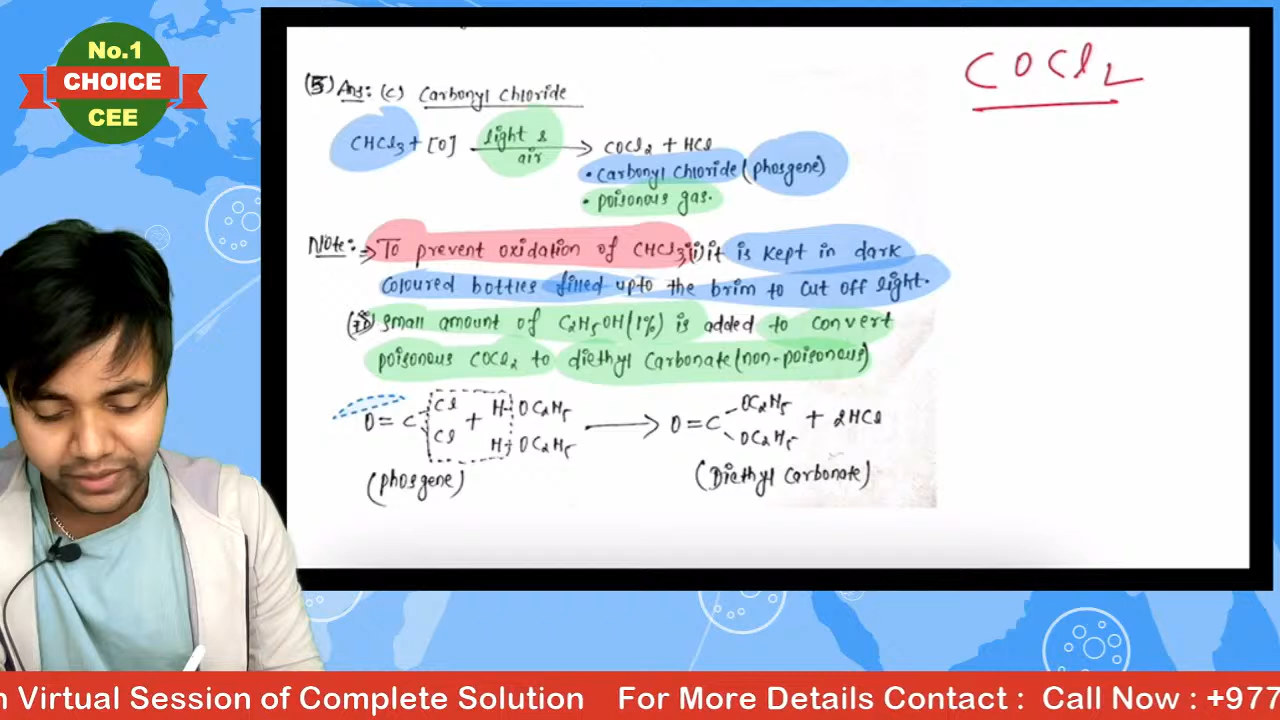 No.1
CHOICE
CEE
COCl2
(5) Ans: (c) Carbonyl Chloride
CHCl3 + [O] light & air → COCl2 + HCl
• carbonyl chloride (phosgene)
• poisonous gas.
Note:- ⇒ To prevent oxidation of CHCl3, (i) it is kept in dark
coloured bottles filled upto the brim to cut off light.
(ii) small amount of C2H5OH (1%) is added to convert
poisonous COCl2 to diethyl carbonate (non-poisonous)
O = C Cl Cl + H-OC2H5 H-OC2H5 → O = C OC2H5 OC2H5 + 2HCl
(phosgene) (Diethyl Carbonate)
n Virtual Session of Complete Solution For More Details Contact : Call Now : +977